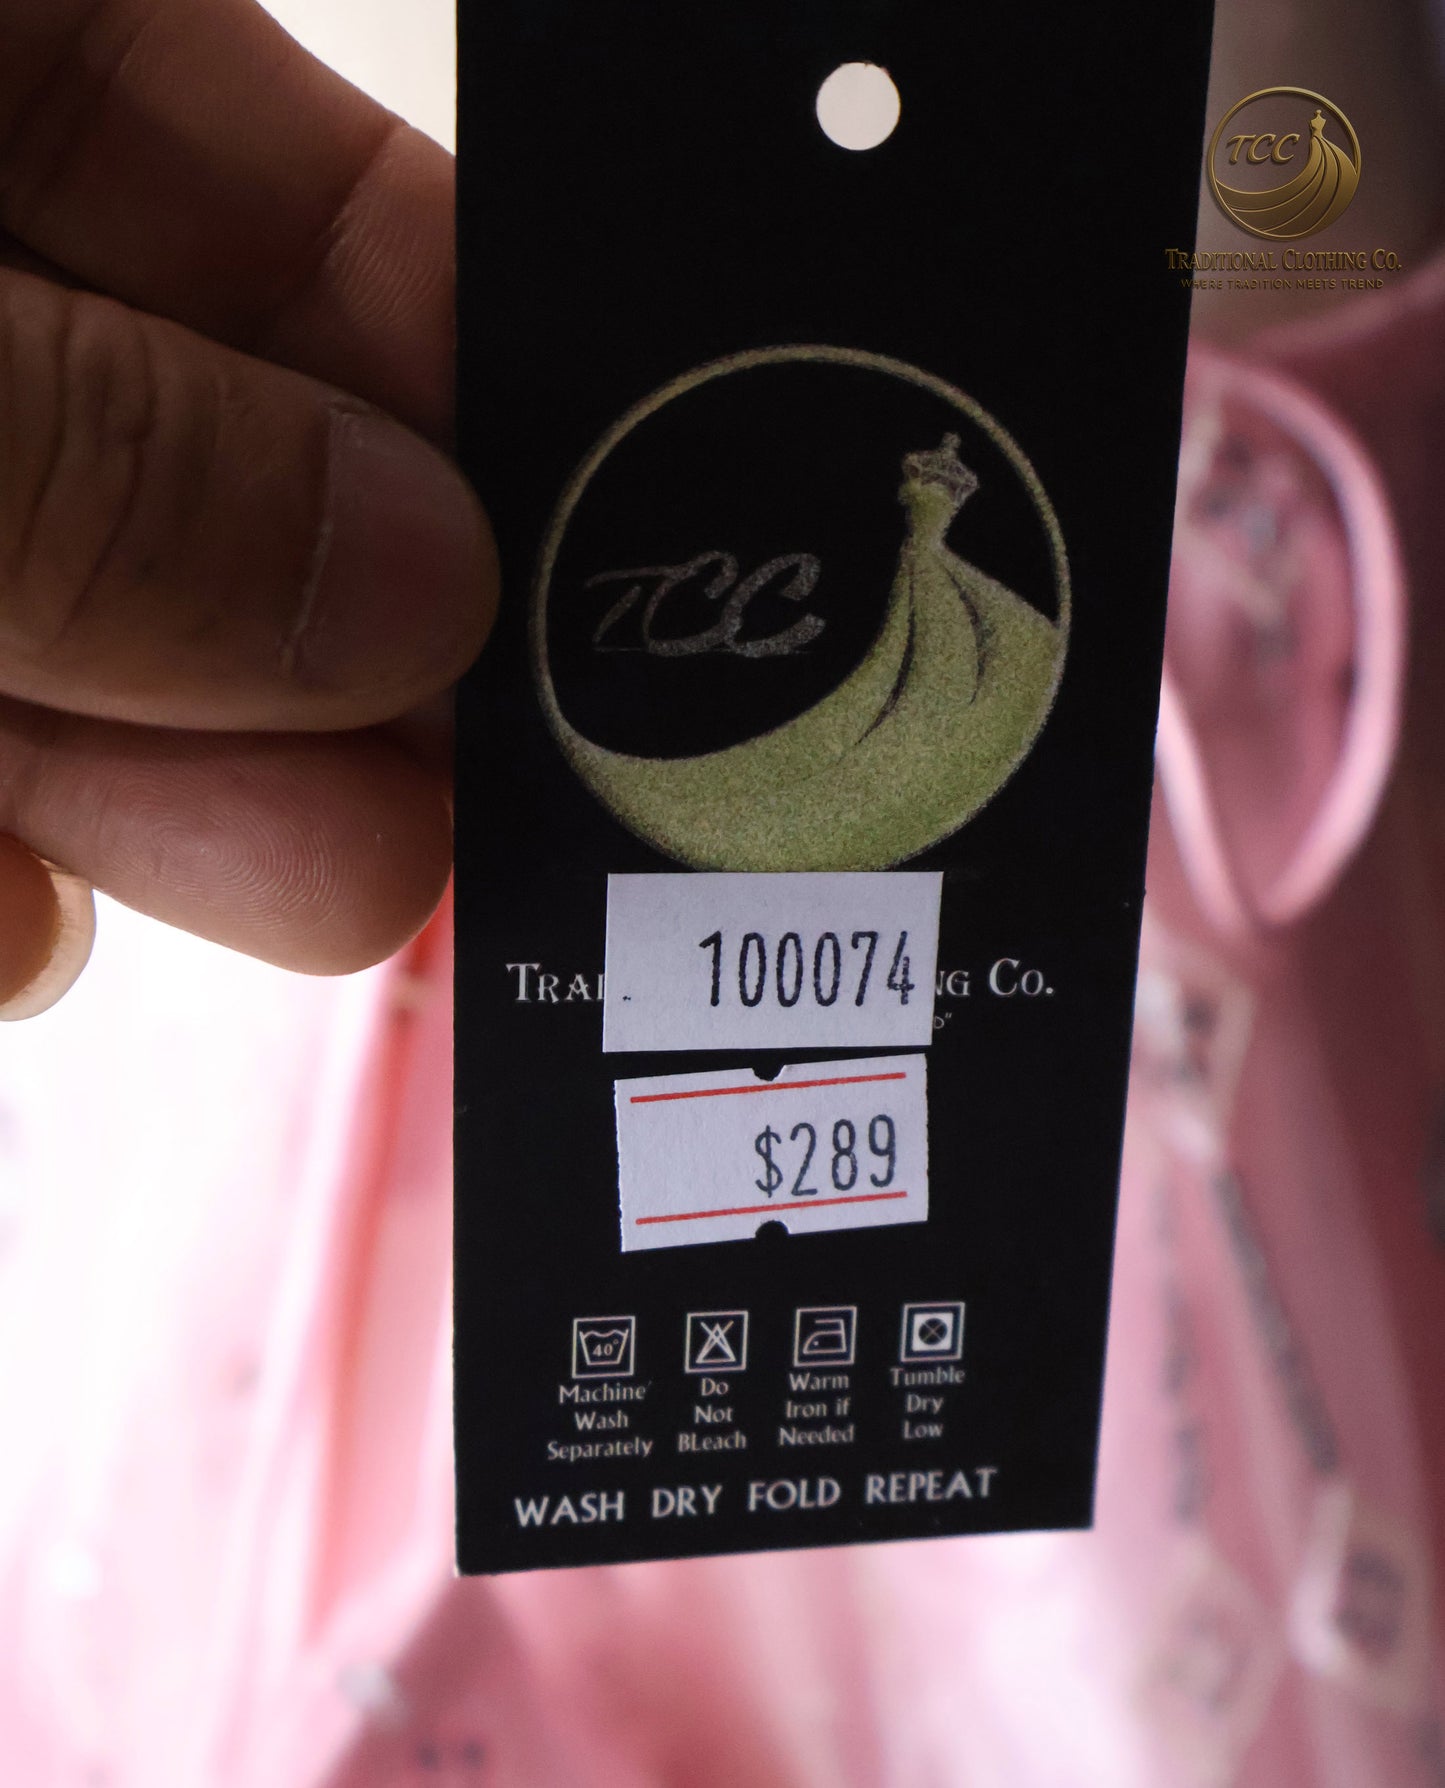 TCC
TRADITIONAL CLOTHING CO.
WHERE TRADITION MEETS TREND
TCC
TRAI
NG CO.
D"
. 100074
$289
40°
Machine Wash Separately
Do Not BLeach
Warm Iron if Needed
Tumble Dry Low
WASH DRY FOLD REPEAT